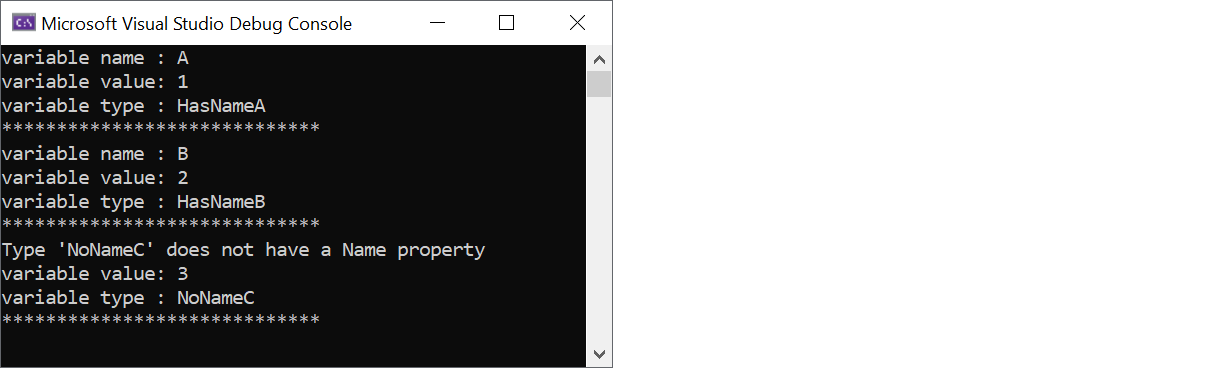 Microsoft Visual Studio Debug Console
variable name : A
variable value: 1
variable type : HasNameA
*****************************
variable name : B
variable value: 2
variable type : HasNameB
*****************************
Type 'NoNameC' does not have a Name property
variable value: 3
variable type : NoNameC
*****************************